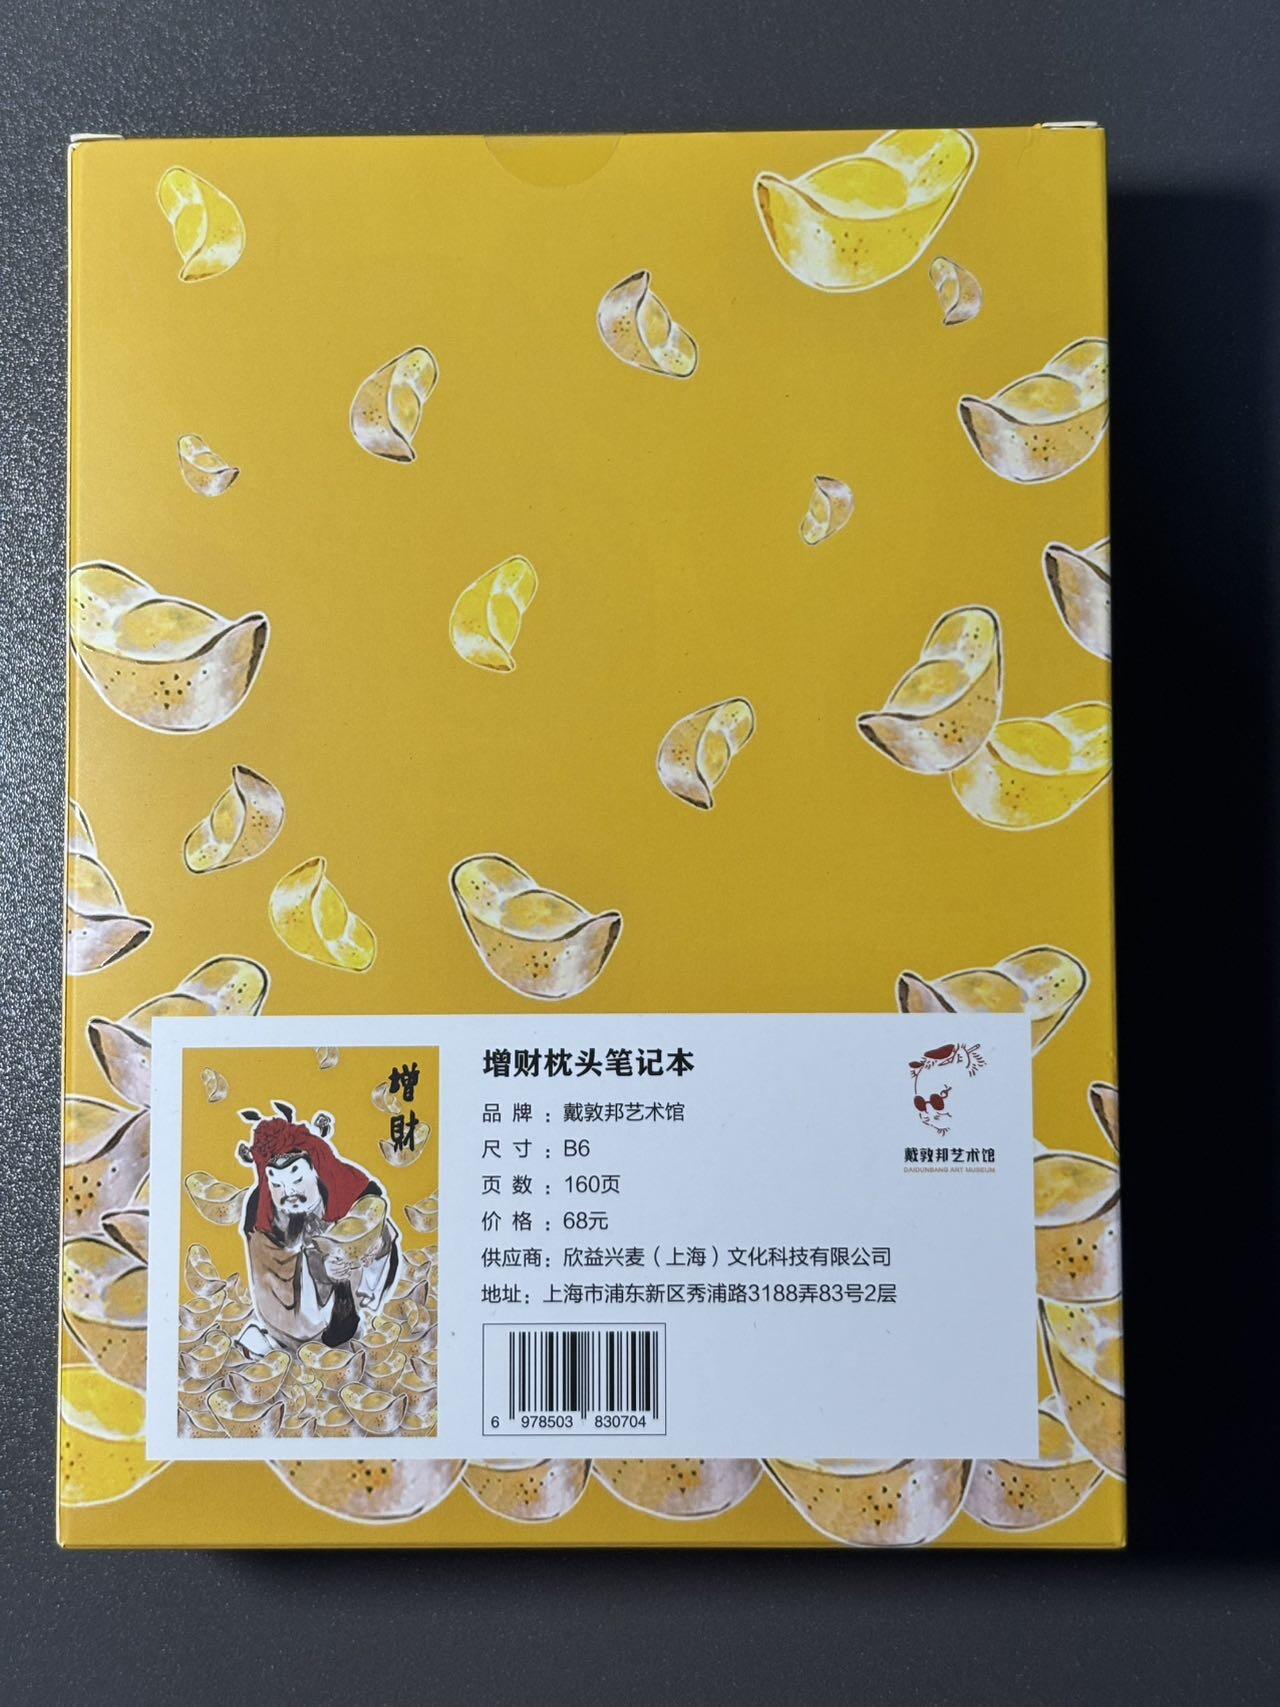 增财
增财枕头笔记本
品牌：戴敦邦艺术馆
尺寸：B6
页数：160页
价格：68元
供应商：欣益兴麦（上海）文化科技有限公司
地址：上海市浦东新区秀浦路3188弄83号2层
6 978503 830704
戴敦邦艺术馆
DAIDUNBANG ART MUSEUM